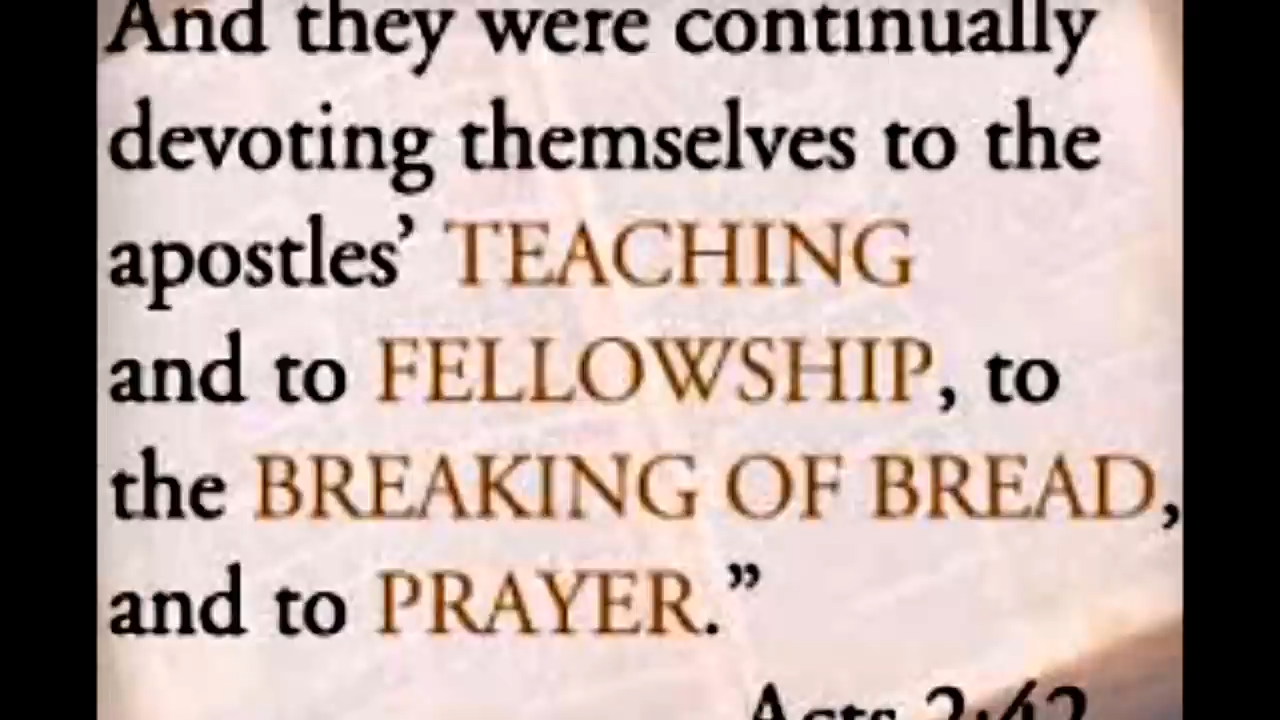 And they were continually
devoting themselves to the
apostles’ TEACHING
and to FELLOWSHIP, to
the BREAKING OF BREAD,
and to PRAYER.”
Acts 2:42